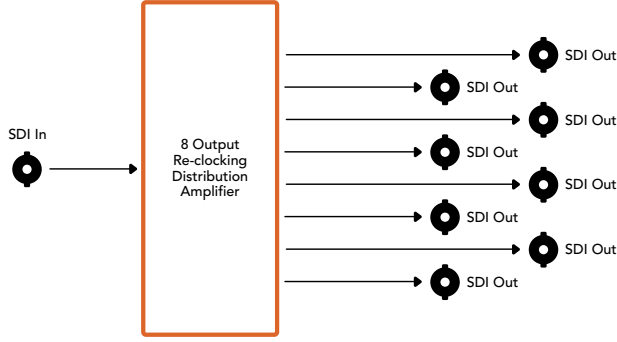 SDI In
8 Output
Re-clocking
Distribution
Amplifier
SDI Out
SDI Out
SDI Out
SDI Out
SDI Out
SDI Out
SDI Out
SDI Out